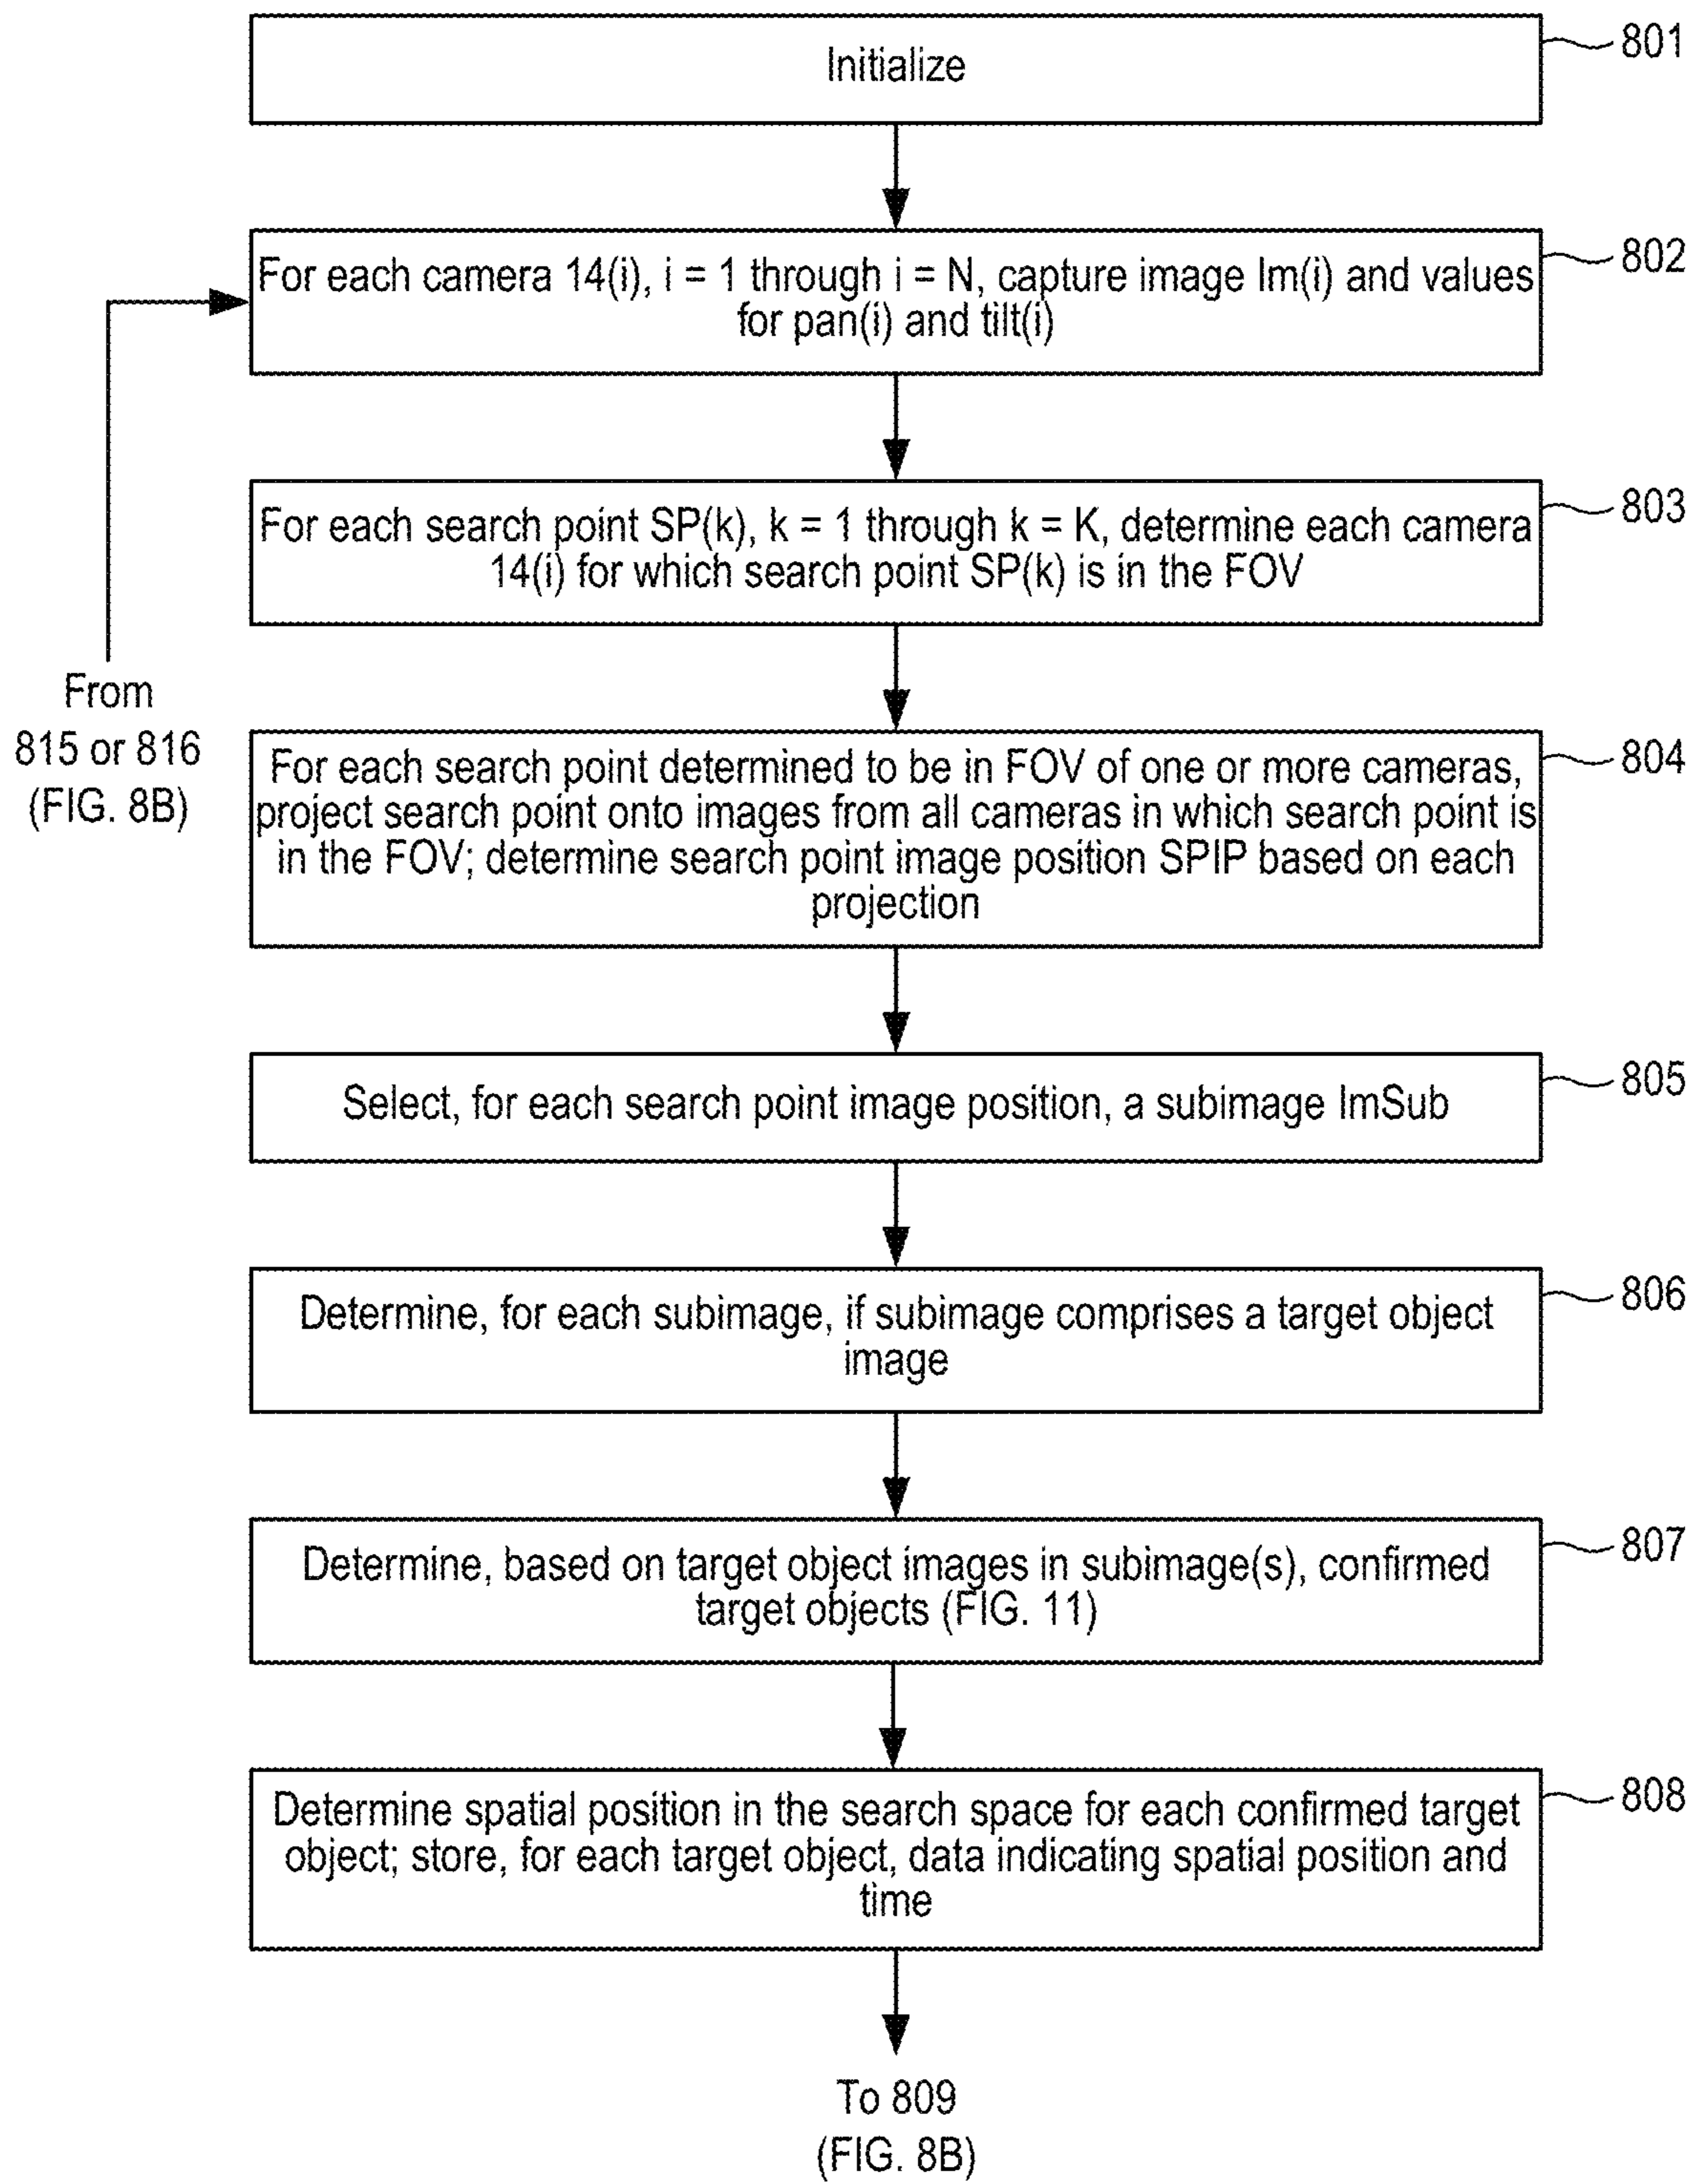 Initialize
801
For each camera 14(i), i = 1 through i = N, capture image Im(i) and values
for pan(i) and tilt(i)
802
For each search point SP(k), k = 1 through k = K, determine each camera
14(i) for which search point SP(k) is in the FOV
803
From
815 or 816
(FIG. 8B)
For each search point determined to be in FOV of one or more cameras,
project search point onto images from all cameras in which search point is
in the FOV; determine search point image position SPIP based on each
projection
804
Select, for each search point image position, a subimage ImSub
805
Determine, for each subimage, if subimage comprises a target object
image
806
Determine, based on target object images in subimage(s), confirmed
target objects (FIG. 11)
807
Determine spatial position in the search space for each confirmed target
object; store, for each target object, data indicating spatial position and
time
808
To 809
(FIG. 8B)